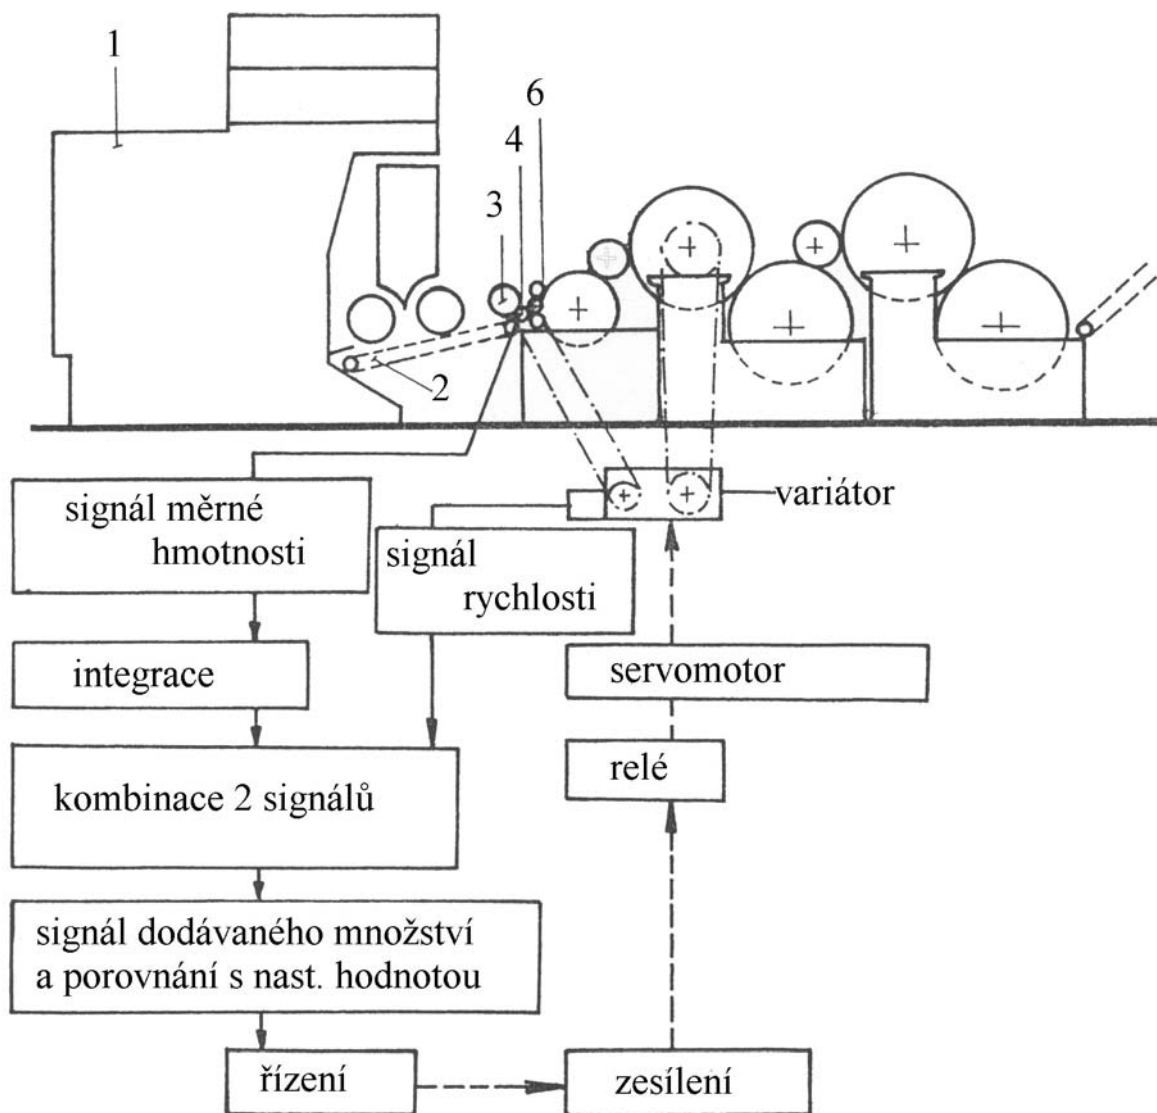 1
6
4
3
2
variátor
signál měrné
hmotnosti
signál
rychlosti
integrace
servomotor
kombinace 2 signálů
relé
signál dodávaného množství
a porovnání s nast. hodnotou
řízení
zesílení